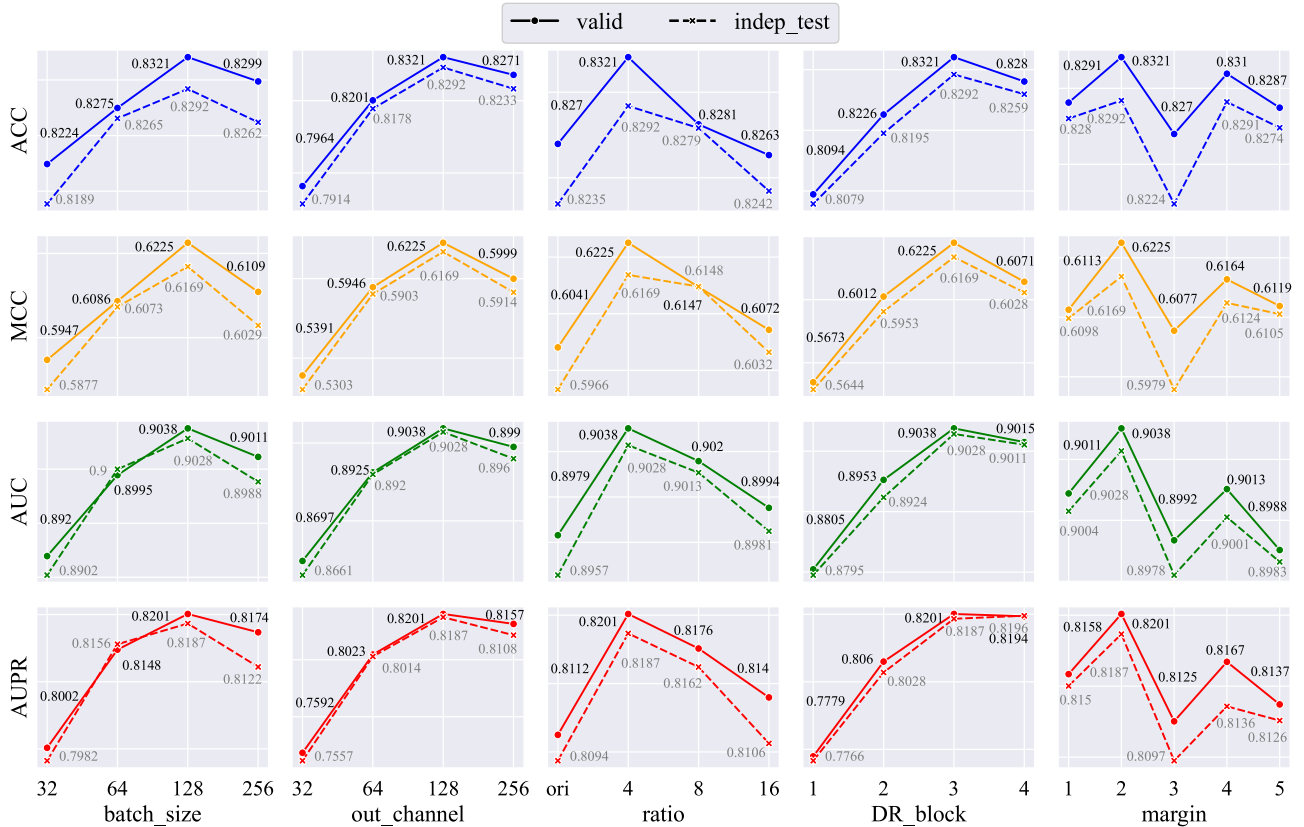 valid indep_test
ACC
0.8224 0.8275 0.8321 0.8299
0.8189 0.8265 0.8292 0.8262
0.7964 0.8201 0.8321 0.8271
0.7914 0.8178 0.8292 0.8233
0.827 0.8321 0.8281 0.8263
0.8235 0.8292 0.8279 0.8242
0.8094 0.8226 0.8321 0.828
0.8079 0.8195 0.8292 0.8259
0.8291 0.8321 0.827 0.831 0.8287
0.828 0.8292 0.8224 0.8291 0.8274
MCC
0.5947 0.6086 0.6225 0.6109
0.5877 0.6073 0.6169 0.6029
0.5391 0.5946 0.6225 0.5999
0.5303 0.5903 0.6169 0.5914
0.6041 0.6225 0.6147 0.6072
0.5966 0.6169 0.6148 0.6032
0.5673 0.6012 0.6225 0.6071
0.5644 0.5953 0.6169 0.6028
0.6113 0.6225 0.6077 0.6164 0.6119
0.6098 0.6169 0.5979 0.6124 0.6105
AUC
0.892 0.8995 0.9038 0.9011
0.8902 0.9 0.9028 0.8988
0.8697 0.8925 0.9038 0.899
0.8661 0.892 0.9028 0.896
0.8979 0.9038 0.902 0.8994
0.8957 0.9028 0.9013 0.8981
0.8805 0.8953 0.9038 0.9015
0.8795 0.8924 0.9028 0.9011
0.9011 0.9038 0.8992 0.9013 0.8988
0.9004 0.9028 0.8978 0.9001 0.8983
AUPR
0.8002 0.8148 0.8201 0.8174
0.7982 0.8156 0.8187 0.8122
0.7592 0.8023 0.8201 0.8157
0.7557 0.8014 0.8187 0.8108
0.8112 0.8201 0.8176 0.814
0.8094 0.8187 0.8162 0.8106
0.7779 0.806 0.8201 0.8194
0.7766 0.8028 0.8187 0.8196
0.8158 0.8201 0.8125 0.8167 0.8137
0.815 0.8187 0.8097 0.8136 0.8126
32 64 128 256
batch_size
32 64 128 256
out_channel
ori 4 8 16
ratio
1 2 3 4
DR_block
1 2 3 4 5
margin